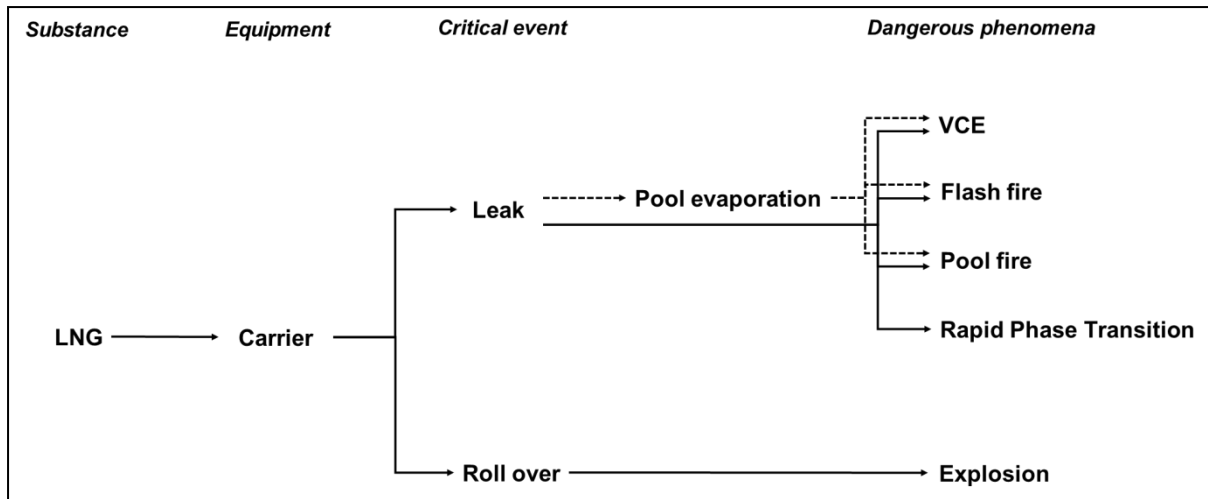 Substance Equipment Critical event Dangerous phenomena
VCE
Flash fire
Leak Pool evaporation
Pool fire
LNG Carrier Rapid Phase Transition
Roll over Explosion